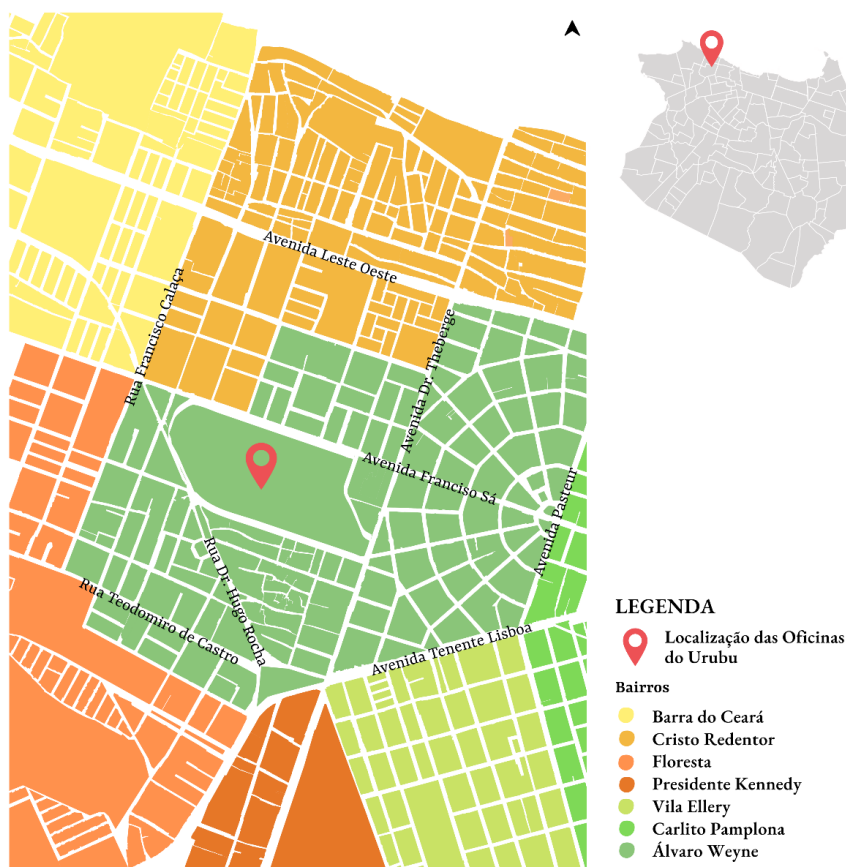 Avenida Leste Oeste
Rua Francisco Calaça
Avenida Dr. Theberge
Avenida Franciso Sá
Avenida Pasteur
Rua Dr. Hugo Rocha
Rua Teodomiro de Castro
Avenida Tenente Lisboa
LEGENDA
Localização das Oficinas
do Urubu
Bairros
Barra do Ceará
Cristo Redentor
Floresta
Presidente Kennedy
Vila Ellery
Carlito Pamplona
Álvaro Weyne